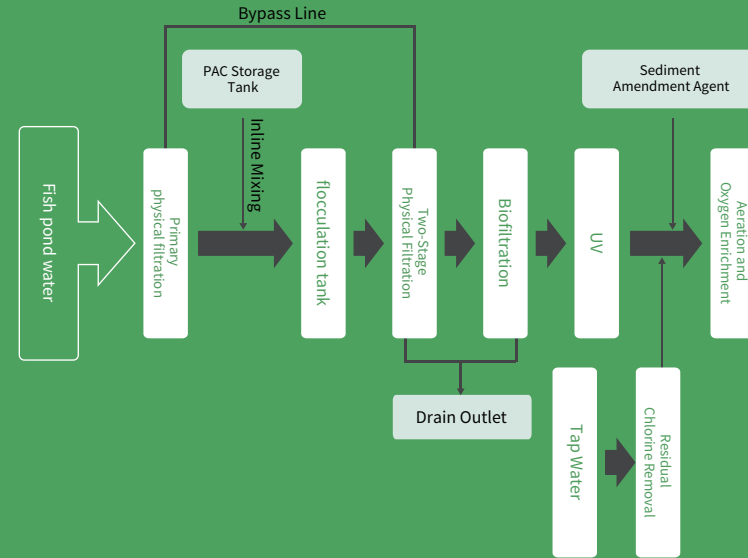 Bypass Line
PAC Storage
Tank
Sediment
Amendment Agent
Inline Mixing
Fish pond water
Primary
physical filtration
flocculation tank
Two-Stage
Physical Filtration
Biofiltration
UV
Aeration and
Oxygen Enrichment
Drain Outlet
Tap Water
Residual
Chlorine Removal